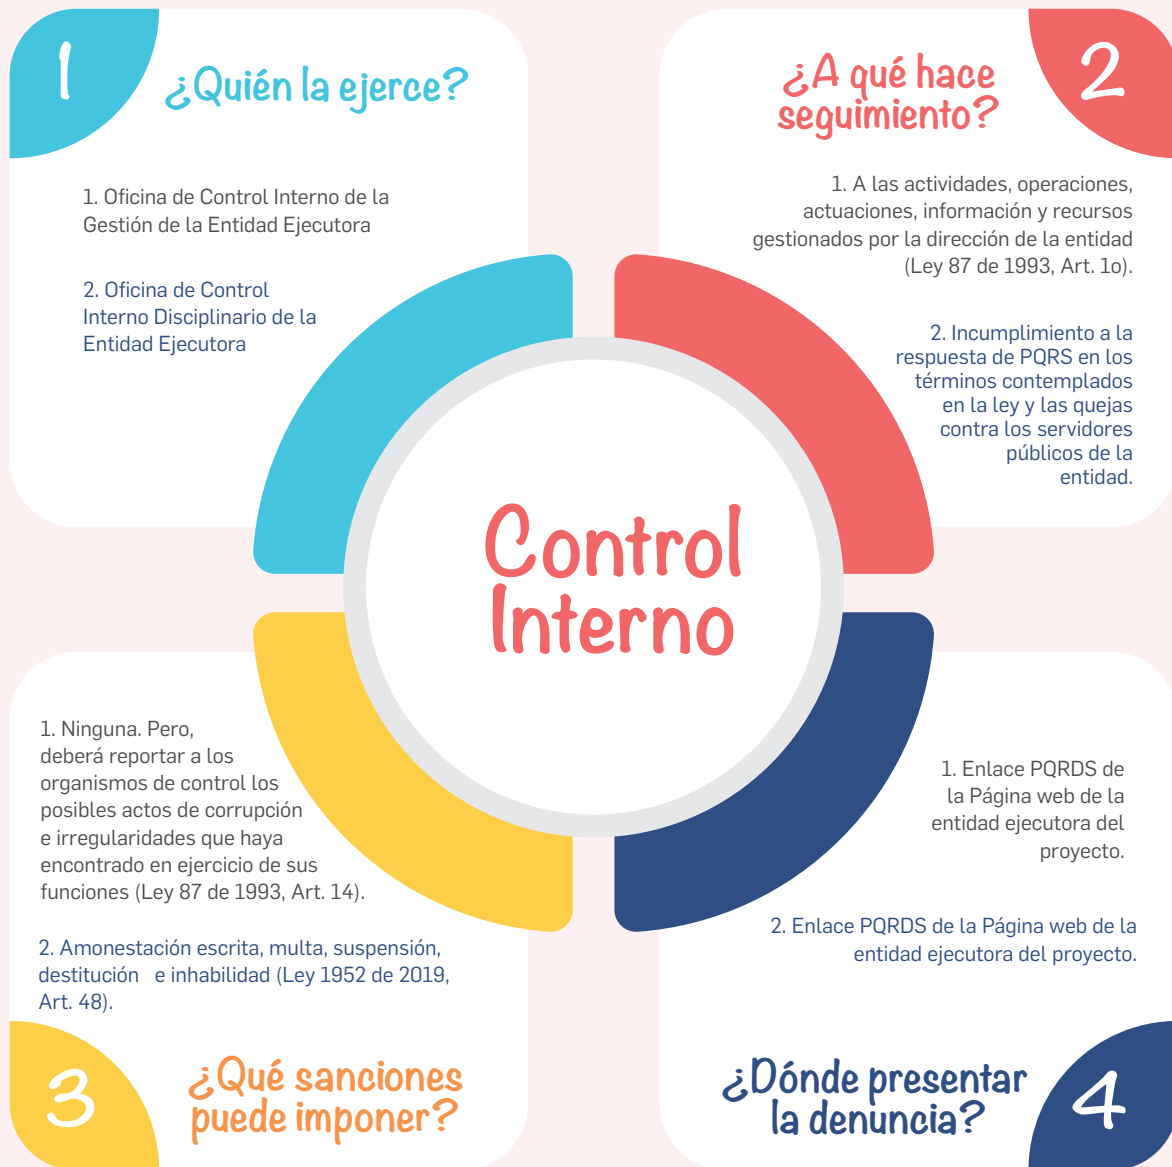 1
¿Quién la ejerce?
1. Oficina de Control Interno de la
Gestión de la Entidad Ejecutora
2. Oficina de Control
Interno Disciplinario de la
Entidad Ejecutora
2
¿A qué hace
seguimiento?
1. A las actividades, operaciones,
actuaciones, información y recursos
gestionados por la dirección de la entidad
(Ley 87 de 1993, Art. 1o).
2. Incumplimiento a la
respuesta de PQRS en los
términos contemplados
en la ley y las quejas
contra los servidores
públicos de la
entidad.
Control
Interno
1. Ninguna. Pero,
deberá reportar a los
organismos de control los
posibles actos de corrupción
e irregularidades que haya
encontrado en ejercicio de sus
funciones (Ley 87 de 1993, Art. 14).
2. Amonestación escrita, multa, suspensión,
destitución e inhabilidad (Ley 1952 de 2019,
Art. 48).
3
¿Qué sanciones
puede imponer?
1. Enlace PQRDS de
la Página web de la
entidad ejecutora del
proyecto.
2. Enlace PQRDS de la Página web de la
entidad ejecutora del proyecto.
¿Dónde presentar
la denuncia?
4